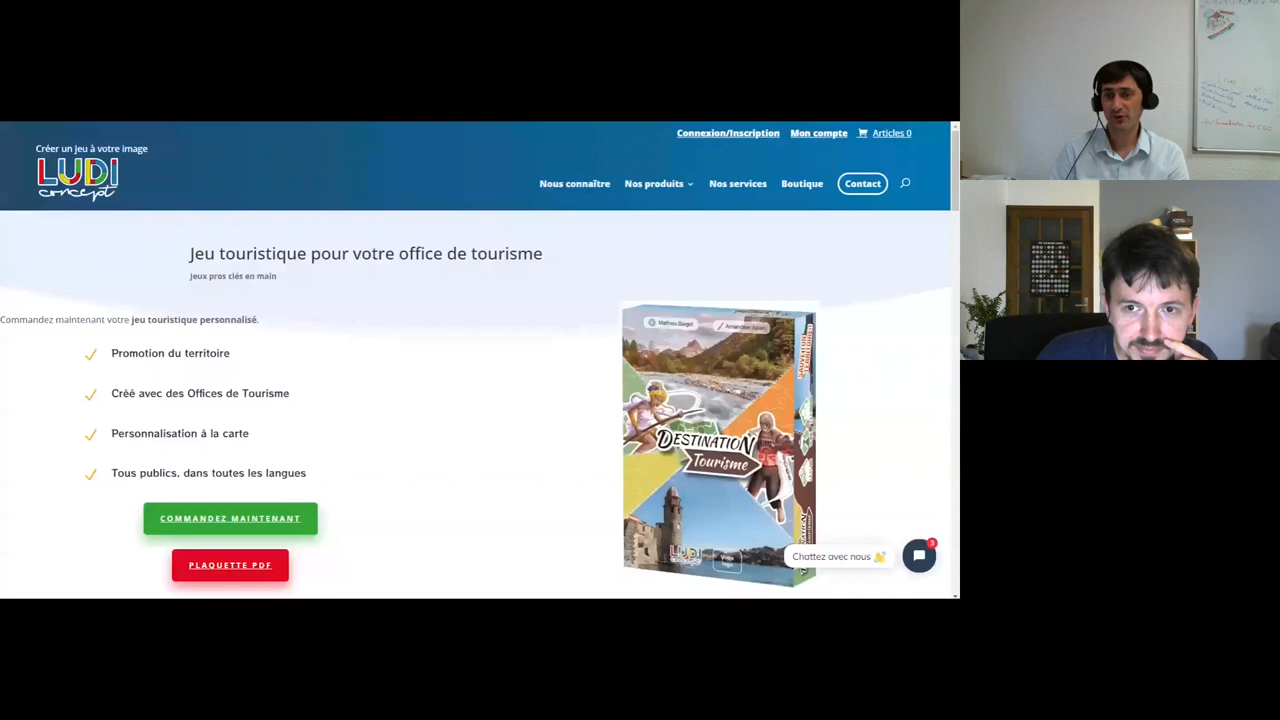 Connexion/Inscription Mon compte Articles 0
Créer un jeu à votre image
LUDI
concept
Nous connaître Nos produits Nos services Boutique Contact
Jeu touristique pour votre office de tourisme
Jeux pros clés en main
Commandez maintenant votre jeu touristique personnalisé.
Promotion du territoire
Créé avec des Offices de Tourisme
Personnalisation à la carte
Tous publics, dans toutes les langues
COMMANDEZ MAINTENANT
PLAQUETTE PDF
DESTINATION
Tourisme
LUDI
Chattez avec nous 👋
3